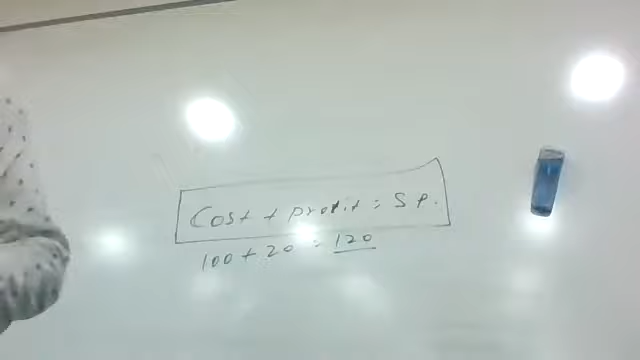 Cost + profit = S P.
100 + 20 = 120